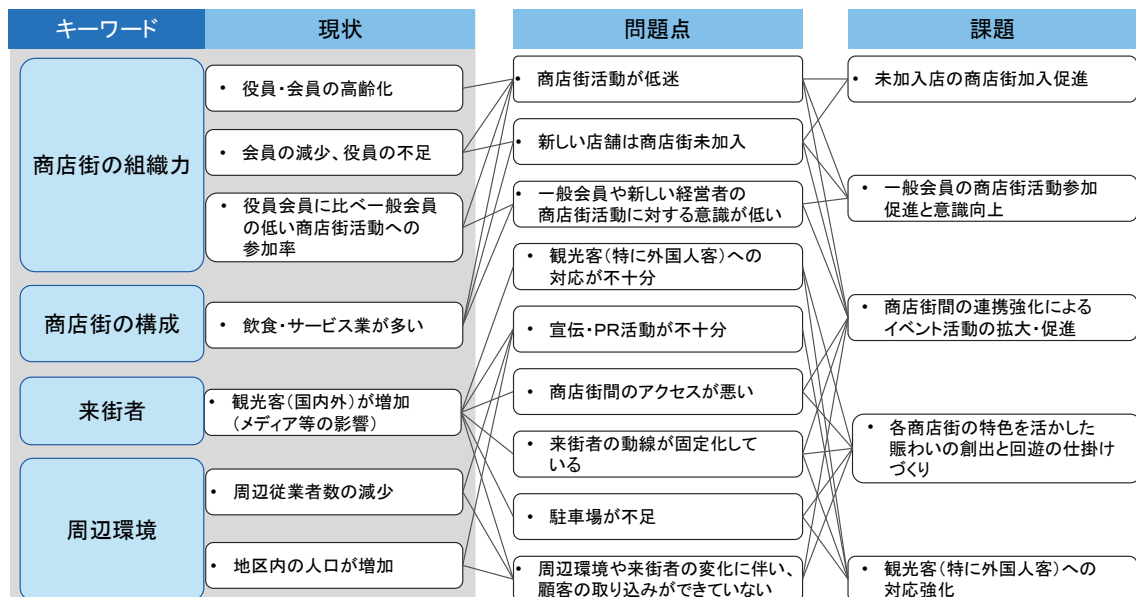 キーワード
現状
問題点
課題
商店街の組織力
商店街の構成
来街者
周辺環境
• 役員・会員の高齢化
• 会員の減少、役員の不足
• 役員会員に比べ一般会員
の低い商店街活動への
参加率
• 飲食・サービス業が多い
• 観光客（国内外）が増加
（メディア等の影響）
• 周辺従業者数の減少
• 地区内の人口が増加
• 商店街活動が低迷
• 新しい店舗は商店街未加入
• 一般会員や新しい経営者の
商店街活動に対する意識が低い
• 観光客（特に外国人客）への
対応が不十分
• 宣伝・PR活動が不十分
• 商店街間のアクセスが悪い
• 来街者の動線が固定化して
いる
• 駐車場が不足
• 周辺環境や来街者の変化に伴い、
顧客の取り込みができていない
• 未加入店の商店街加入促進
• 一般会員の商店街活動参加
促進と意識向上
• 商店街間の連携強化による
イベント活動の拡大・促進
• 各商店街の特色を活かした
賑わいの創出と回遊の仕掛け
づくり
• 観光客（特に外国人客）への
対応強化